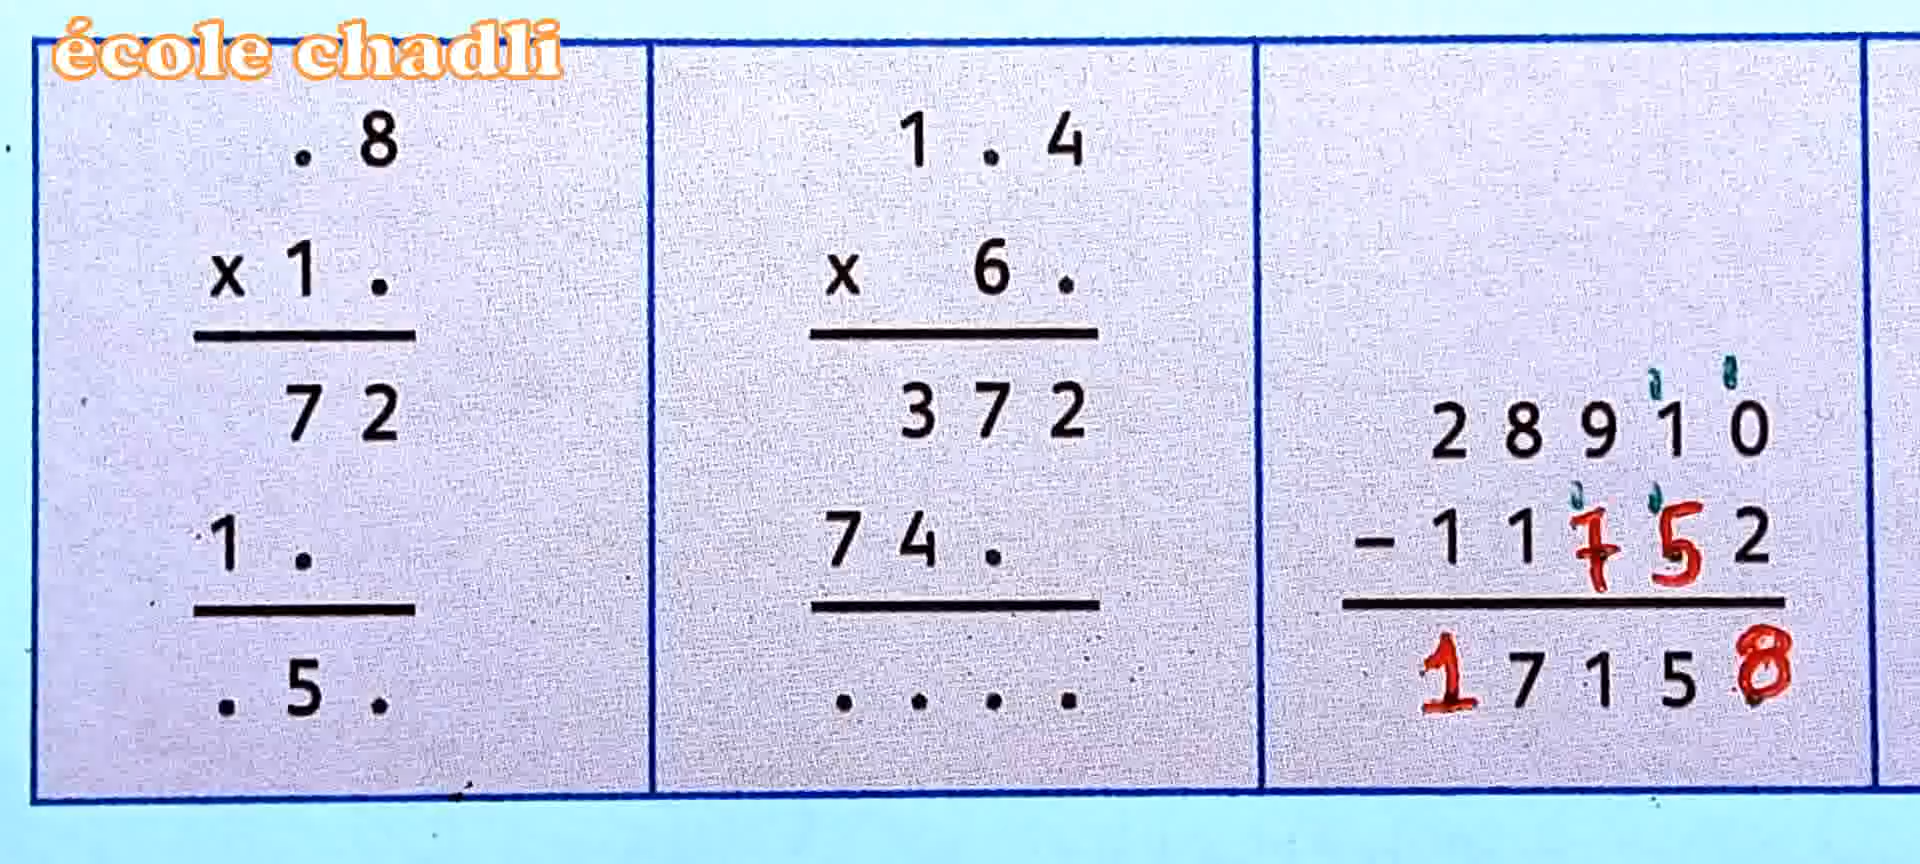 école chadli
. 8
x 1 .
7 2
1 .
. 5 .
1 . 4
x 6 .
3 7 2
7 4 .
. . . .
2 8 9 1 0
- 1 1 7 5 2
1 7 1 5 8